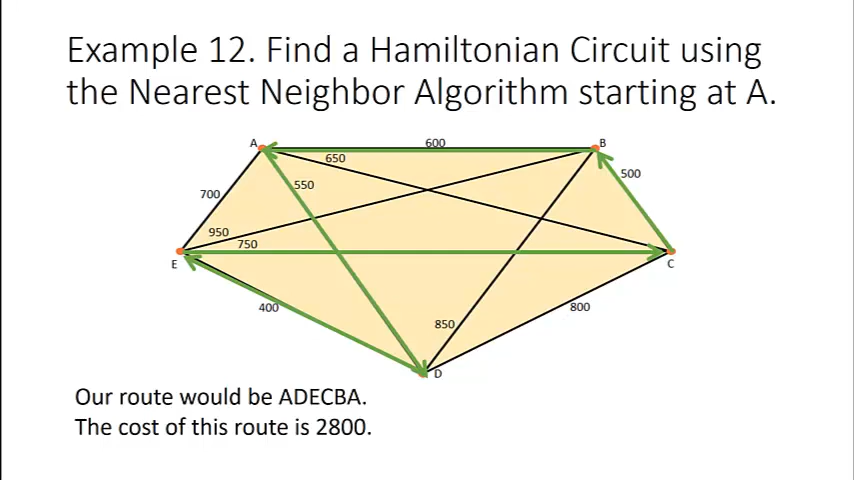 Example 12. Find a Hamiltonian Circuit using
the Nearest Neighbor Algorithm starting at A.
A
600
B
650
550
500
700
950
750
E
C
400
800
850
D
Our route would be ADECBA.
The cost of this route is 2800.